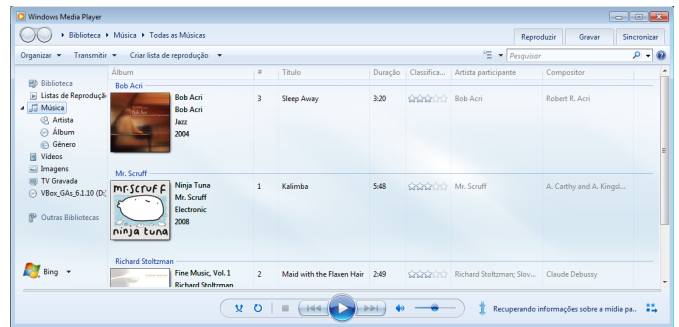 Windows Media Player
Biblioteca Música Todas as Músicas
Reproduzir Gravar Sincronizar
Organizar Transmitir Criar lista de reprodução Pesquisar
Álbum # Título Duração Classifica... Artista participante Compositor
Biblioteca
Listas de Reproduçã
Música
Artista
Álbum
Gênero
Vídeos
Imagens
TV Gravada
VBox_GAs_6.1.10 (D:
Outras Bibliotecas
Bing
Bob Acri
Bob Acri 3 Sleep Away 3:20 Bob Acri Robert R. Acri
Bob Acri
Jazz
2004
Mr. Scruff
mr.scruff
ninja tuna
Ninja Tuna 1 Kalimba 5:48 Mr. Scruff A. Carthy and A. Kingsl...
Mr. Scruff
Electronic
2008
Richard Stoltzman
Fine Music, Vol. 1 2 Maid with the Flaxen Hair 2:49 Richard Stoltzman; Slov... Claude Debussy
Richard Stoltzman
Recuperando informações sobre a mídia pa..